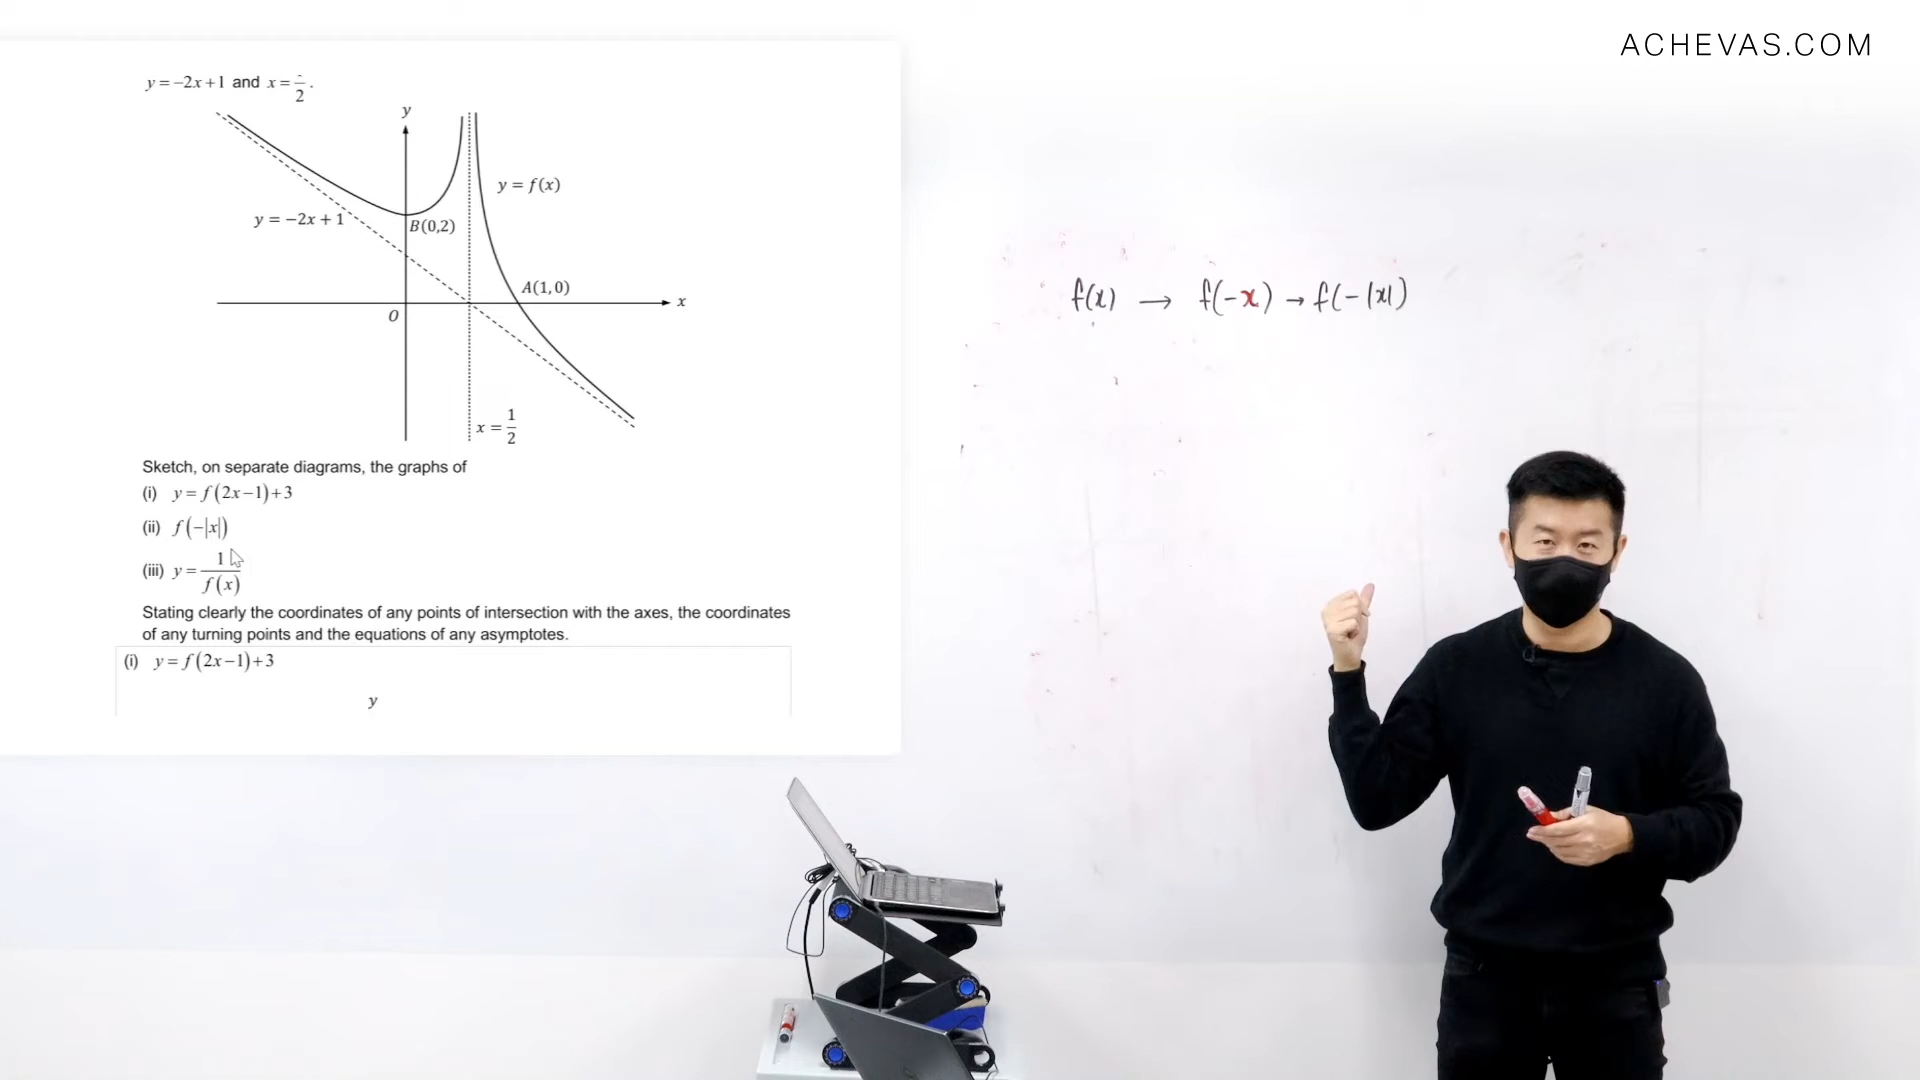 ACHEVAS.COM
y = −2x + 1 and x = -/2 .
y
y = f(x)
y = −2x + 1
B(0,2)
A(1,0)
x
O
x = 1/2
f(x) → f(-x) → f(-|x|)
Sketch, on separate diagrams, the graphs of
(i) y = f(2x−1)+3
(ii) f(−|x|)
(iii) y = 1/f(x)
Stating clearly the coordinates of any points of intersection with the axes, the coordinates
of any turning points and the equations of any asymptotes.
(i) y = f(2x−1)+3
y